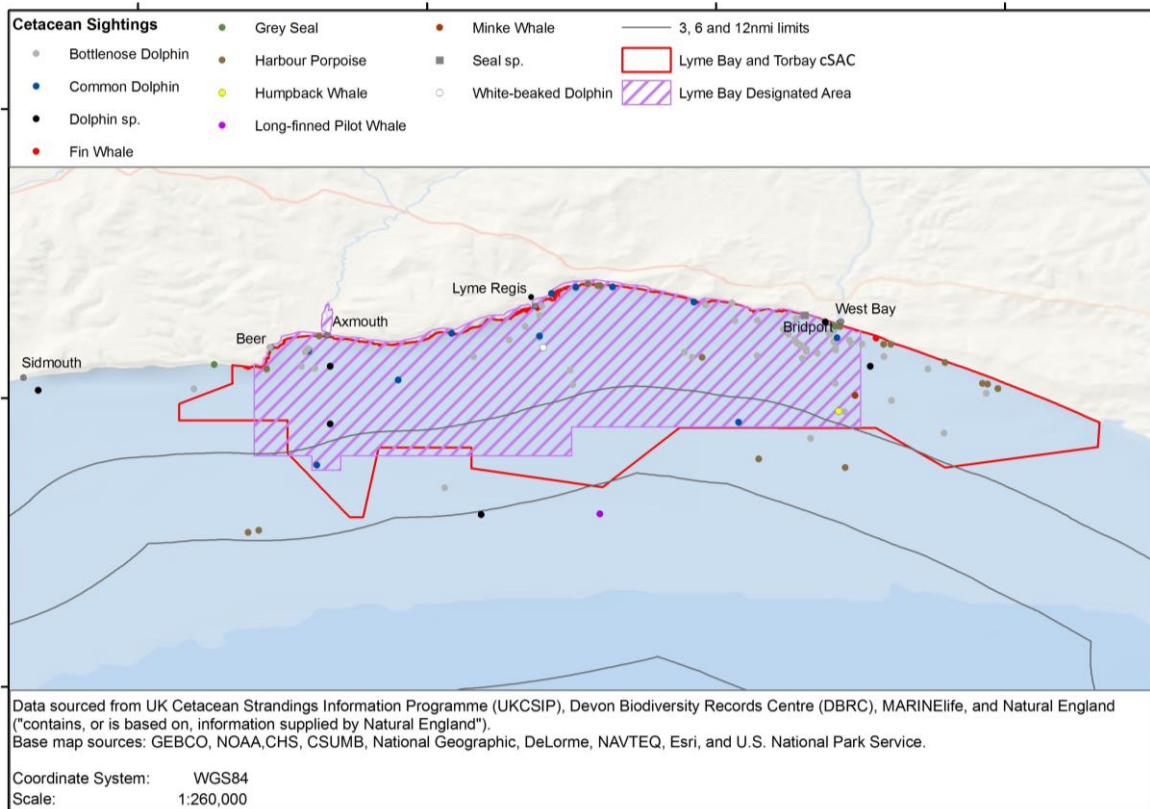 Cetacean Sightings
Bottlenose Dolphin
Common Dolphin
Dolphin sp.
Fin Whale
Grey Seal
Harbour Porpoise
Humpback Whale
Long-finned Pilot Whale
Minke Whale
Seal sp.
White-beaked Dolphin
3, 6 and 12nmi limits
Lyme Bay and Torbay cSAC
Lyme Bay Designated Area
Lyme Regis
West Bay
Axmouth
Bridport
Beer
Sidmouth
Data sourced from UK Cetacean Strandings Information Programme (UKCSIP), Devon Biodiversity Records Centre (DBRC), MARINElife, and Natural England
("contains, or is based on, information supplied by Natural England").
Base map sources: GEBCO, NOAA,CHS, CSUMB, National Geographic, DeLorme, NAVTEQ, Esri, and U.S. National Park Service.
Coordinate System: WGS84
Scale: 1:260,000